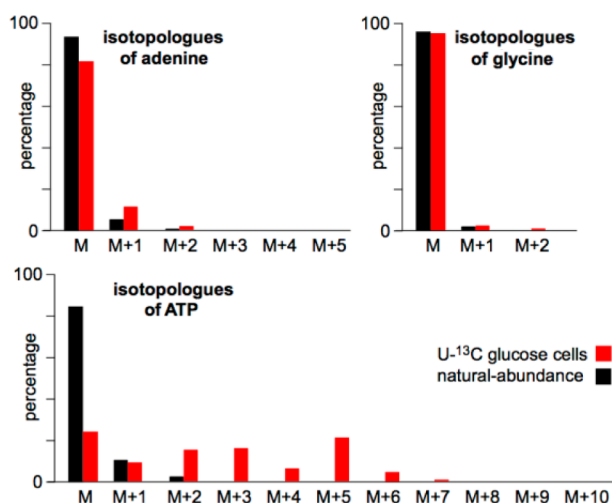 100
isotopologues
of adenine
percentage
0
M M+1 M+2 M+3 M+4 M+5
100
isotopologues
of glycine
percentage
0
M M+1 M+2
100
isotopologues
of ATP
percentage
U-¹³C glucose cells
natural-abundance
0
M M+1 M+2 M+3 M+4 M+5 M+6 M+7 M+8 M+9 M+10